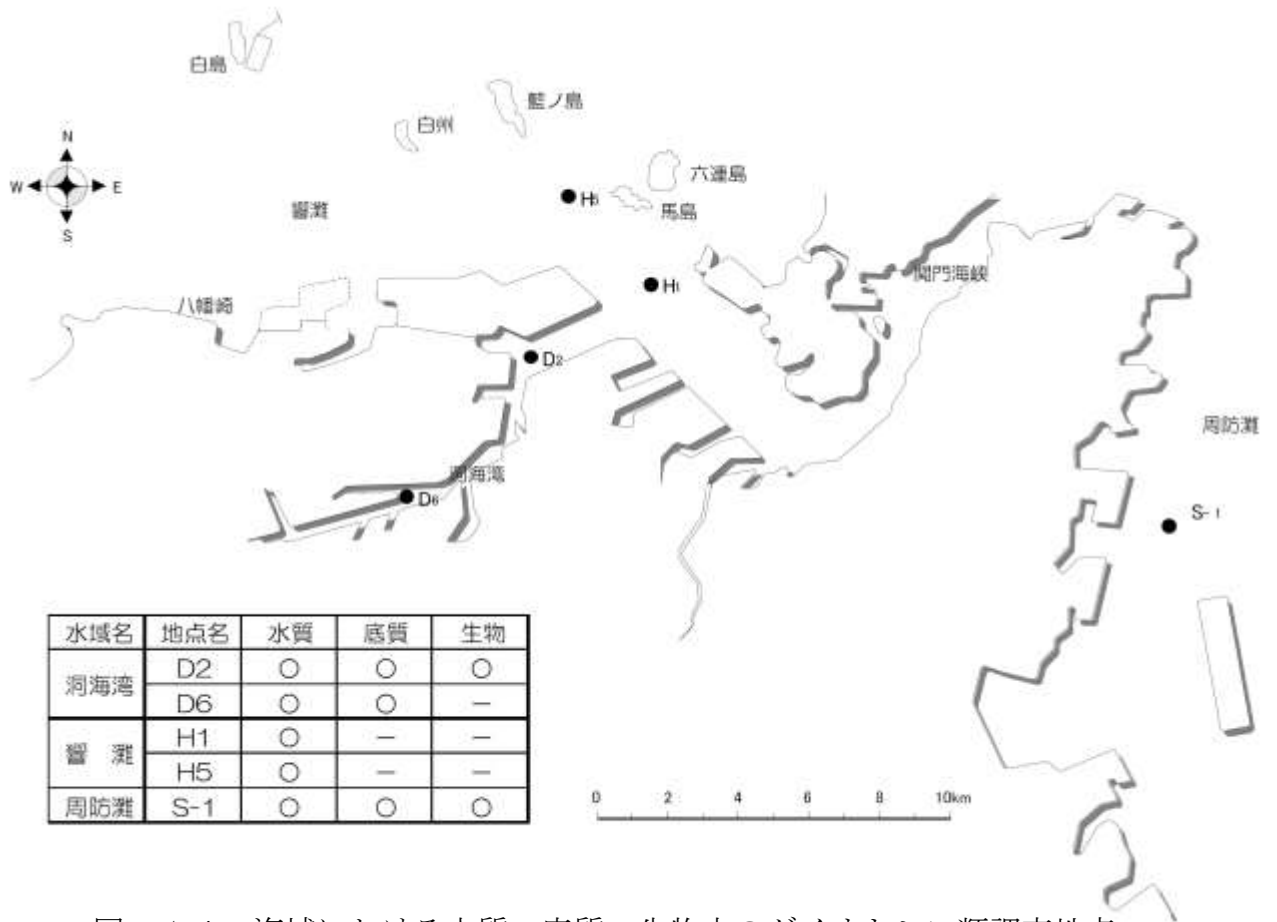 白島
藍ノ島
白州
N
W E
S
六連島
H5
馬島
響灘
関門海峡
H1
八幡崎
D2
周防灘
洞海湾
D6
S-1
水域名 地点名 水質 底質 生物
洞海湾 D2 ○ ○ ○
D6 ○ ○ －
響灘 H1 ○ － －
H5 ○ － －
周防灘 S-1 ○ ○ ○
0 2 4 6 8 10km